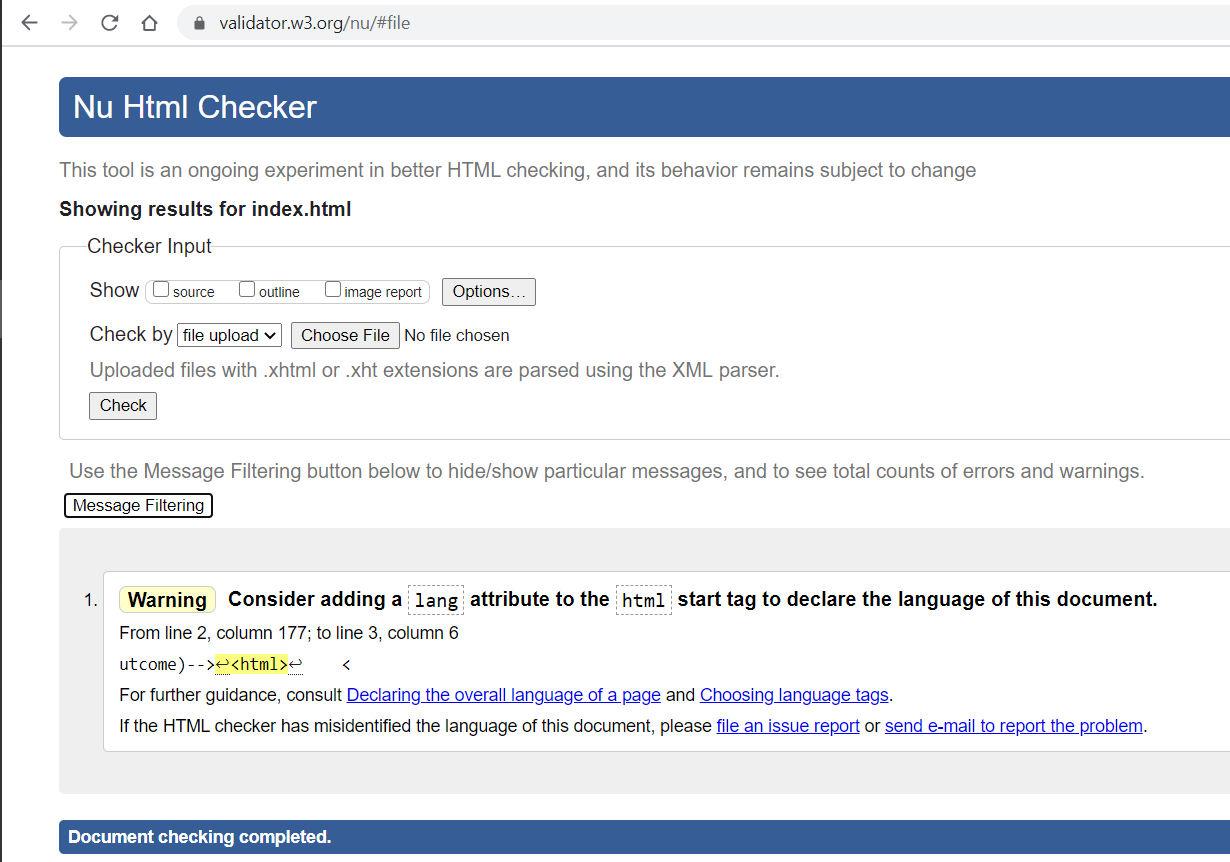 validator.w3.org/nu/#file
Nu Html Checker
This tool is an ongoing experiment in better HTML checking, and its behavior remains subject to change
Showing results for index.html
Checker Input
Show source outline image report Options...
Check by file upload Choose File No file chosen
Uploaded files with .xhtml or .xht extensions are parsed using the XML parser.
Check
Use the Message Filtering button below to hide/show particular messages, and to see total counts of errors and warnings.
Message Filtering
1. Warning Consider adding a lang attribute to the html start tag to declare the language of this document.
From line 2, column 177; to line 3, column 6
utcome)-->↩<html>↩    <
For further guidance, consult Declaring the overall language of a page and Choosing language tags.
If the HTML checker has misidentified the language of this document, please file an issue report or send e-mail to report the problem.
Document checking completed.